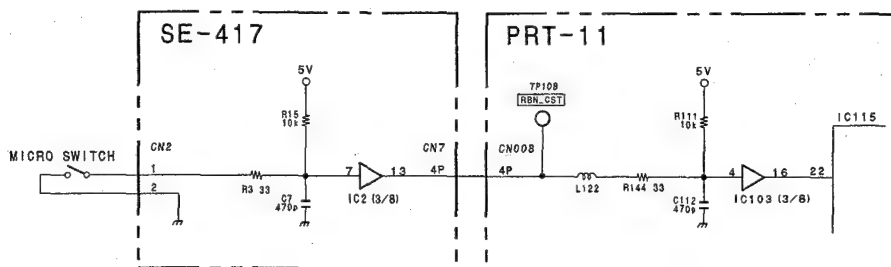 SE-417
PRT-11
5V
R15
10k
CN2
MICRO SWITCH
1
2
R3 33
C7
470p
7
13
IC2 (3/8)
CN7
4P
CN008
4P
TP108
RBN_CST
L122
R144 33
5V
R111
10k
C112
470p
4
16
IC103 (3/8)
22
IC115